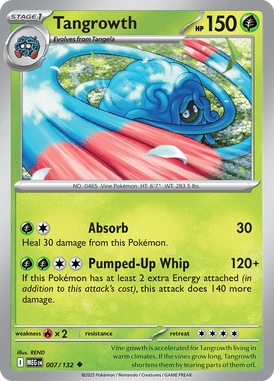 STAGE 1
Tangrowth
HP 150
Evolves from Tangela
NO. 0465 Vine Pokémon HT: 6'7" WT: 283.5 lbs.
Absorb 30
Heal 30 damage from this Pokémon.
Pumped-Up Whip 120+
If this Pokémon has at least 2 extra Energy attached (in
addition to this attack's cost), this attack does 140 more
damage.
weakness ×2 resistance retreat
Illus. REND
MEG EN 007/132
Vine growth is accelerated for Tangrowth living in
warm climates. If the vines grow long, Tangrowth
shortens them by tearing parts of them off.
©2025 Pokémon / Nintendo / Creatures / GAME FREAK